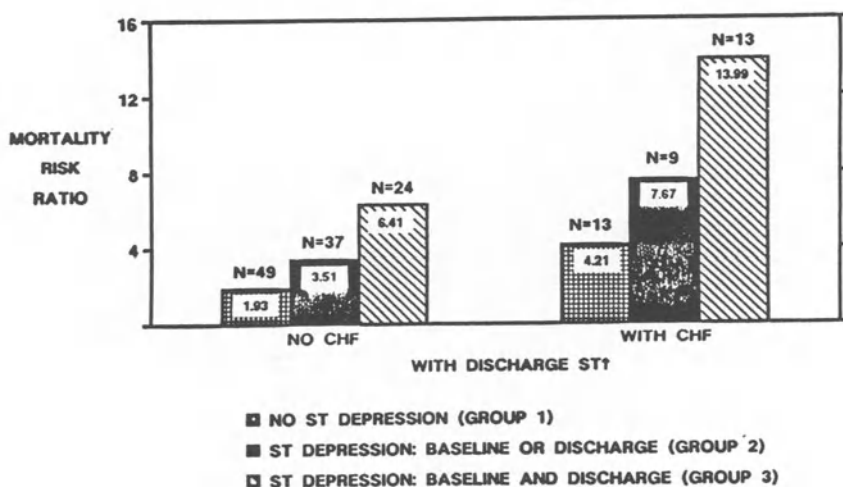 16
12
8
4
MORTALITY
RISK
RATIO
N=49
1.93
N=37
3.51
N=24
6.41
N=13
4.21
N=9
7.67
N=13
13.99
NO CHF
WITH CHF
WITH DISCHARGE ST↑
NO ST DEPRESSION (GROUP 1)
ST DEPRESSION: BASELINE OR DISCHARGE (GROUP 2)
ST DEPRESSION: BASELINE AND DISCHARGE (GROUP 3)